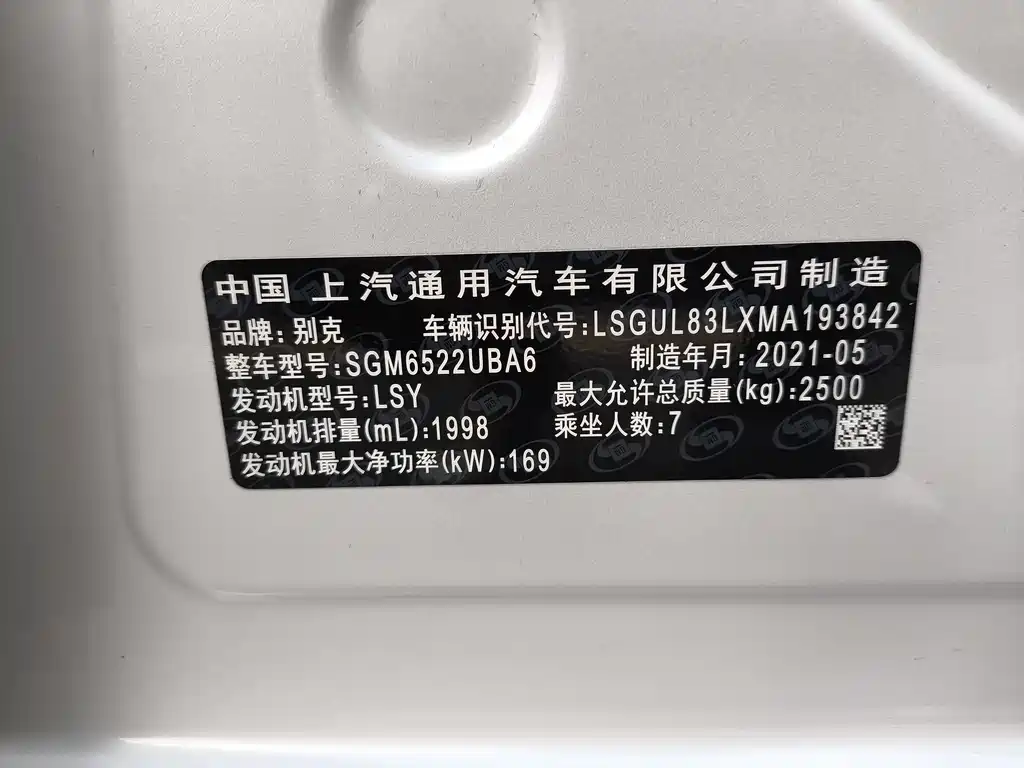 中国 上汽通用汽车有限公司制造
品牌: 别克 车辆识别代号:LSGUL83LXMA193842
整车型号:SGM6522UBA6 制造年月: 2021-05
发动机型号:LSY 最大允许总质量(kg):2500
发动机排量(mL):1998 乘坐人数:7
发动机最大净功率(kW):169